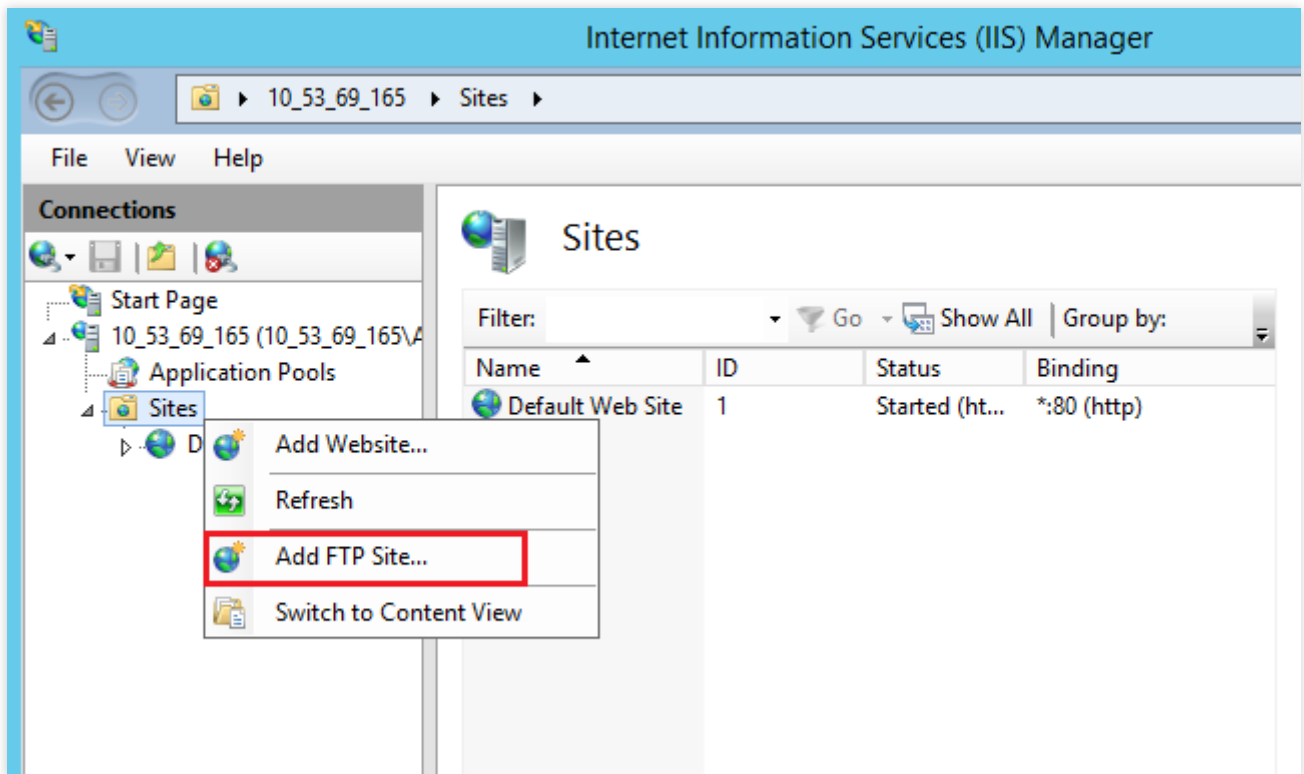 Internet Information Services (IIS) Manager
10_53_69_165 Sites
File View Help
Connections
Start Page
10_53_69_165 (10_53_69_165\A
Application Pools
Sites
D
Add Website...
Refresh
Add FTP Site...
Switch to Content View
Sites
Filter: Go Show All Group by:
Name ID Status Binding
Default Web Site 1 Started (ht... *:80 (http)